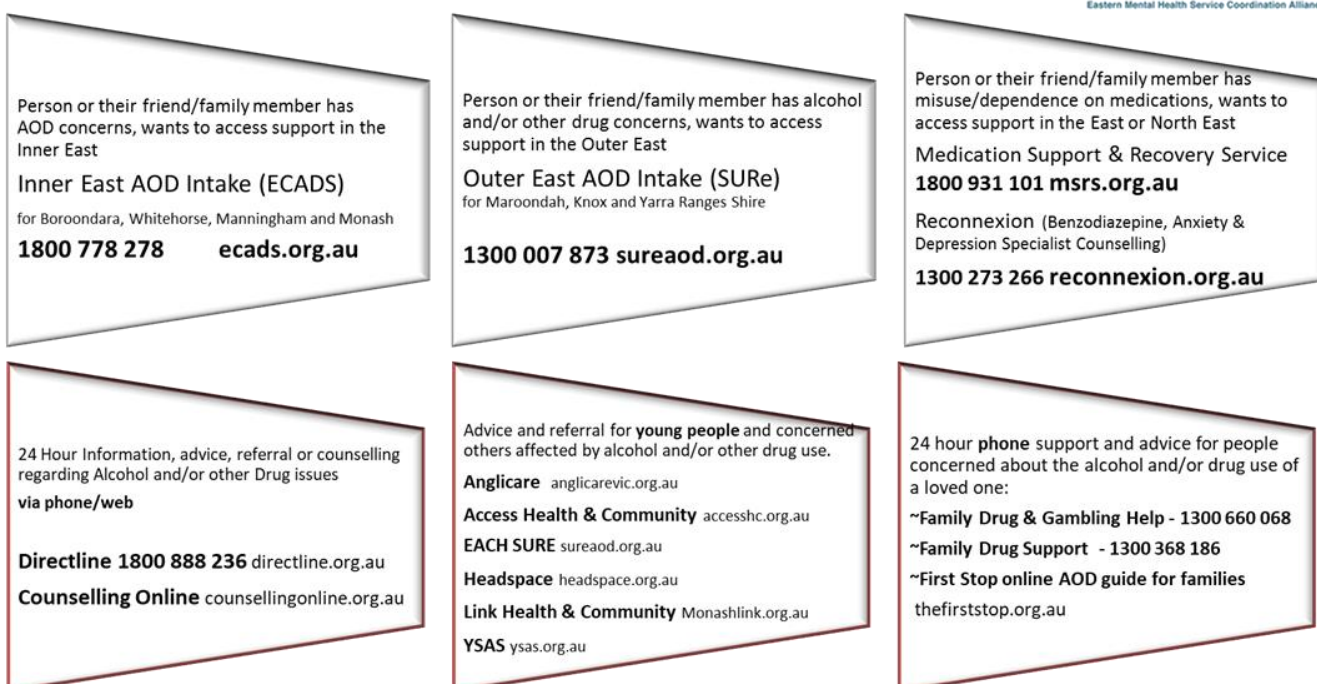 Eastern Mental Health Service Coordination Alliance
Person or their friend/family member has
AOD concerns, wants to access support in the
Inner East
Inner East AOD Intake (ECADS)
for Boroondara, Whitehorse, Manningham and Monash
1800 778 278 ecads.org.au
Person or their friend/family member has alcohol
and/or other drug concerns, wants to access
support in the Outer East
Outer East AOD Intake (SURe)
for Maroondah, Knox and Yarra Ranges Shire
1300 007 873 sureaod.org.au
Person or their friend/family member has
misuse/dependence on medications, wants to
access support in the East or North East
Medication Support & Recovery Service
1800 931 101 msrs.org.au
Reconnexion (Benzodiazepine, Anxiety &
Depression Specialist Counselling)
1300 273 266 reconnexion.org.au
24 Hour Information, advice, referral or counselling
regarding Alcohol and/or other Drug issues
via phone/web
Directline 1800 888 236 directline.org.au
Counselling Online counsellingonline.org.au
Advice and referral for young people and concerned
others affected by alcohol and/or other drug use.
Anglicare anglicarevic.org.au
Access Health & Community accesshc.org.au
EACH SURE sureaod.org.au
Headspace headspace.org.au
Link Health & Community Monashlink.org.au
YSAS ysas.org.au
24 hour phone support and advice for people
concerned about the alcohol and/or drug use of
a loved one:
~Family Drug & Gambling Help - 1300 660 068
~Family Drug Support - 1300 368 186
~First Stop online AOD guide for families
thefirststop.org.au